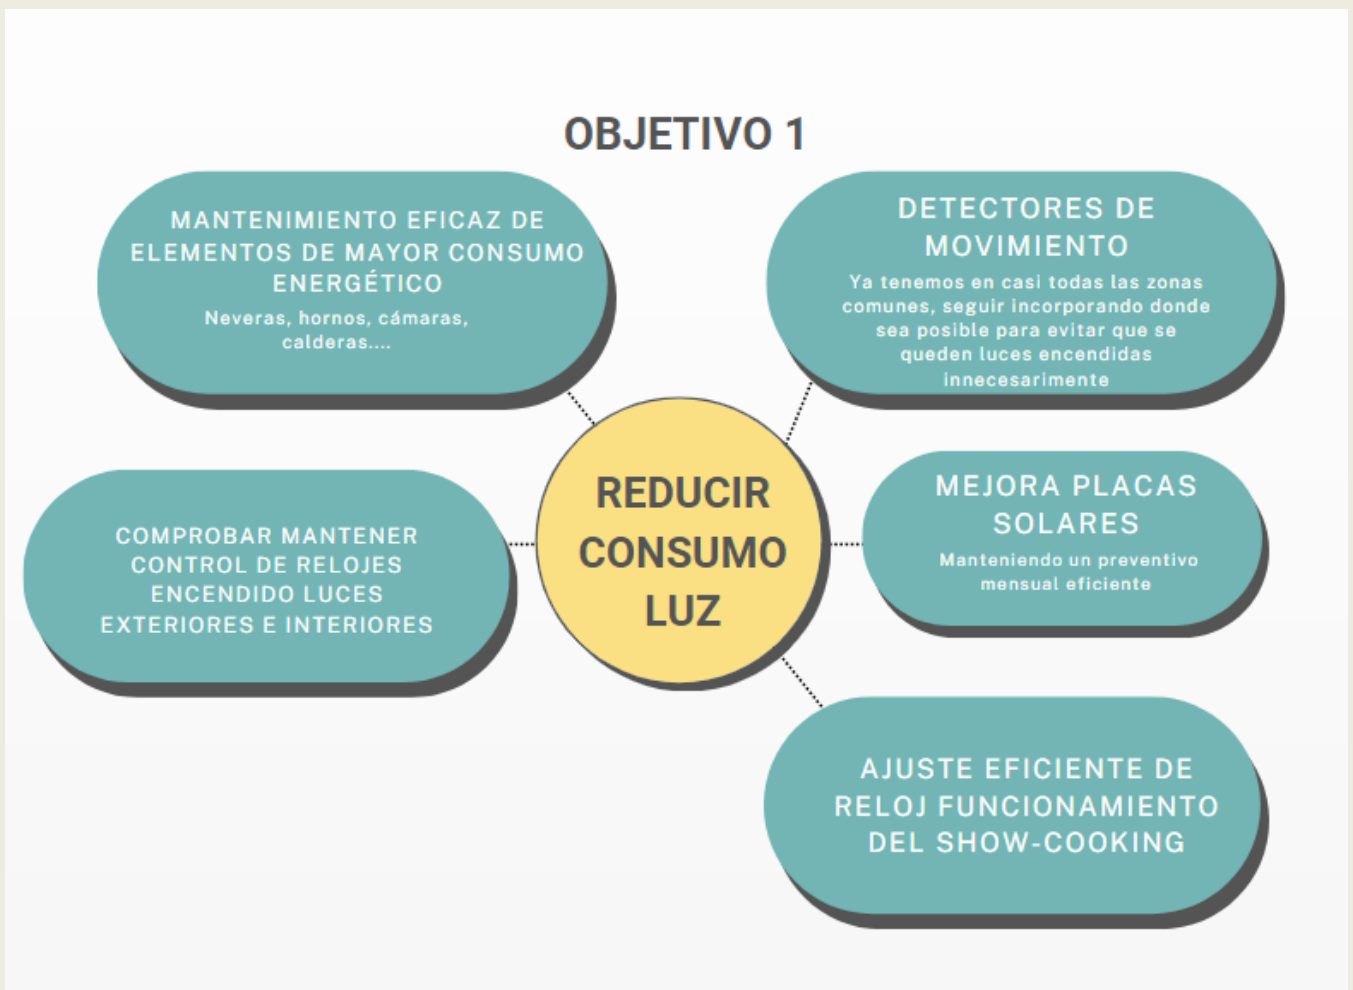 OBJETIVO 1
MANTENIMIENTO EFICAZ DE
ELEMENTOS DE MAYOR CONSUMO
ENERGÉTICO
Neveras, hornos, cámaras,
calderas....
DETECTORES DE
MOVIMIENTO
Ya tenemos en casi todas las zonas
comunes, seguir incorporando donde
sea posible para evitar que se
queden luces encendidas
innecesarimente
REDUCIR
CONSUMO
LUZ
COMPROBAR MANTENER
CONTROL DE RELOJES
ENCENDIDO LUCES
EXTERIORES E INTERIORES
MEJORA PLACAS
SOLARES
Manteniendo un preventivo
mensual eficiente
AJUSTE EFICIENTE DE
RELOJ FUNCIONAMIENTO
DEL SHOW-COOKING